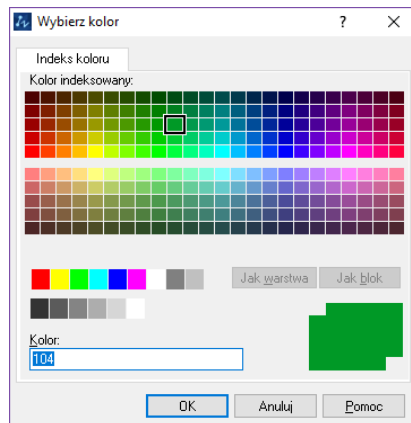 Wybierz kolor
?
Indeks koloru
Kolor indeksowany:
Jak warstwa
Jak blok
Kolor:
104
OK
Anuluj
Pomoc